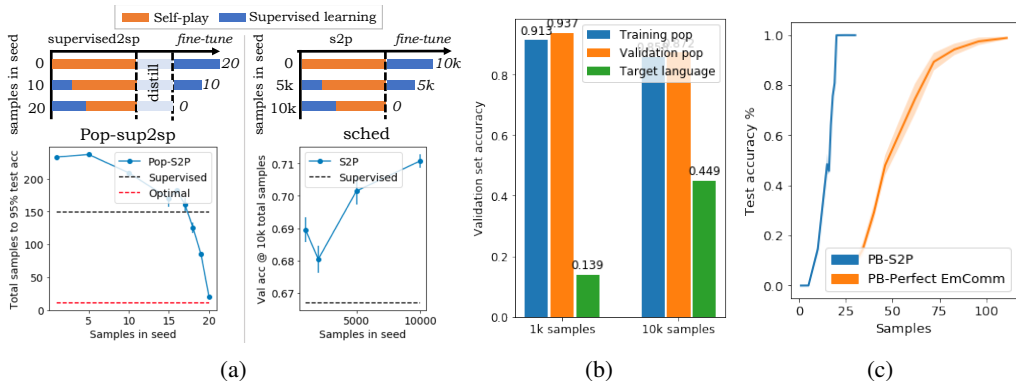 Self-play
Supervised learning
supervised2sp
fine-tune
samples in seed
0
10
20
distill
20
10
0
s2p
fine-tune
samples in seed
0
5k
10k
10k
5k
0
Pop-sup2sp
Total samples to 95% test acc
200
150
100
50
0
Pop-S2P
Supervised
Optimal
5
10
15
20
Samples in seed
sched
Val acc @ 10k total samples
0.71
0.70
0.69
0.68
0.67
S2P
Supervised
5000
10000
Samples in seed
(a)
Validation set accuracy
0.8
0.6
0.4
0.2
0.0
Training pop
Validation pop
Target language
0.913
0.937
0.139
0.449
1k samples
10k samples
(b)
Test accuracy %
1.0
0.8
0.6
0.4
0.2
0.0
PB-S2P
PB-Perfect EmComm
0
25
50
75
100
Samples
(c)